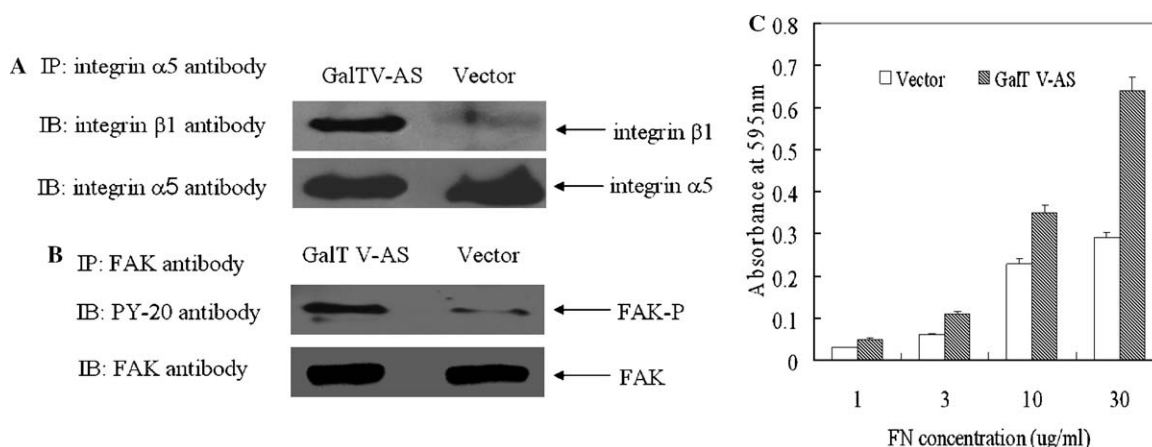 A IP: integrin α5 antibody
GalTV-AS Vector
IB: integrin β1 antibody
integrin β1
IB: integrin α5 antibody
integrin α5
B IP: FAK antibody
GalT V-AS Vector
IB: PY-20 antibody
FAK-P
IB: FAK antibody
FAK
C
Vector GalT V-AS
Absorbance at 595nm
0.8
0.7
0.6
0.5
0.4
0.3
0.2
0.1
0
1 3 10 30
FN concentration (ug/ml)